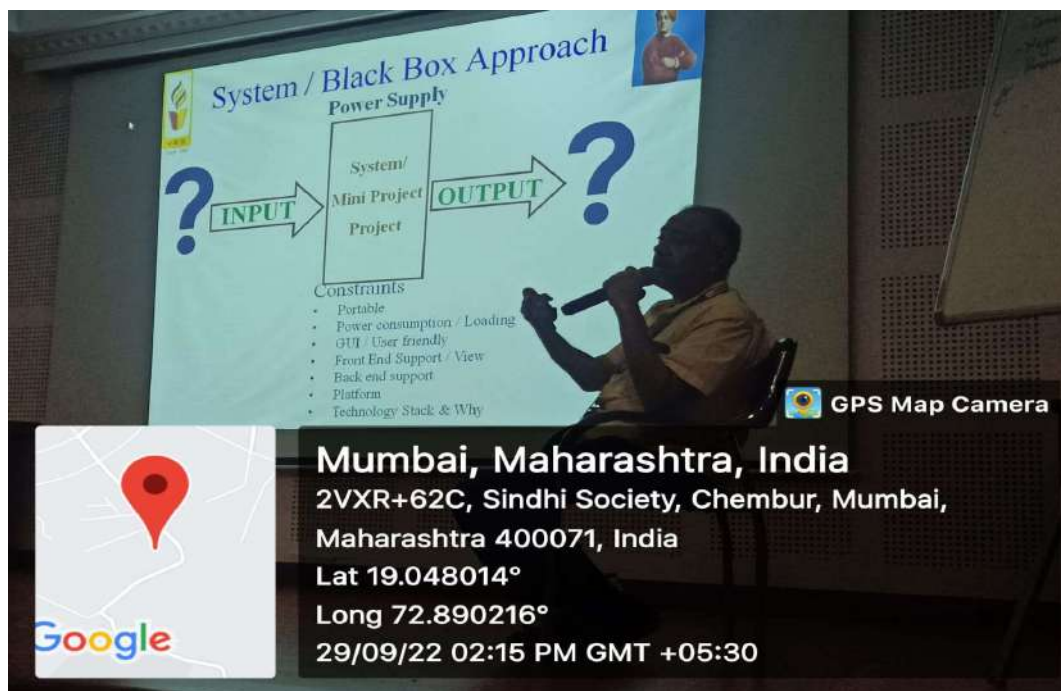 System / Black Box Approach
Power Supply
System/
Mini Project
Project
?
INPUT
OUTPUT
?
Constraints
• Portable
• Power consumption / Loading
• GUI / User friendly
• Front End Support / View
• Back end support
• Platform
• Technology Stack & Why
GPS Map Camera
Mumbai, Maharashtra, India
2VXR+62C, Sindhi Society, Chembur, Mumbai,
Maharashtra 400071, India
Lat 19.048014°
Long 72.890216°
29/09/22 02:15 PM GMT +05:30
Google